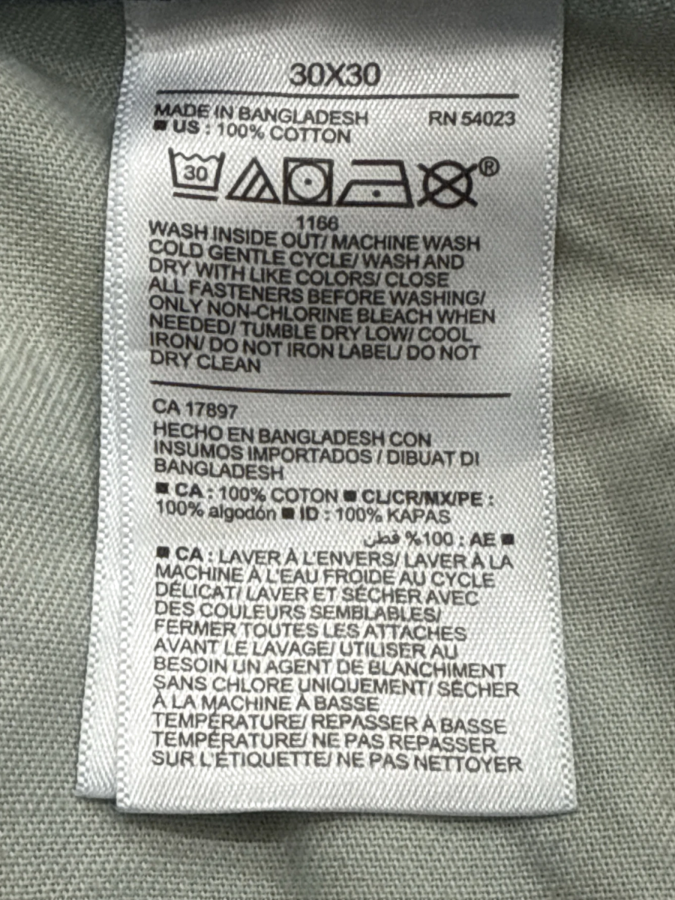 30X30
MADE IN BANGLADESH RN 54023
■ US : 100% COTTON
30 ®
1166
WASH INSIDE OUT/ MACHINE WASH
COLD GENTLE CYCLE/ WASH AND
DRY WITH LIKE COLORS/ CLOSE
ALL FASTENERS BEFORE WASHING/
ONLY NON-CHLORINE BLEACH WHEN
NEEDED/ TUMBLE DRY LOW/ COOL
IRON/ DO NOT IRON LABEL/ DO NOT
DRY CLEAN
CA 17897
HECHO EN BANGLADESH CON
INSUMOS IMPORTADOS / DIBUAT DI
BANGLADESH
■ CA : 100% COTON ■ CL/CR/MX/PE :
100% algodón ■ ID : 100% KAPAS
■ AE : 100% قطن
■ CA : LAVER À L'ENVERS/ LAVER À LA
MACHINE À L'EAU FROIDE AU CYCLE
DÉLICAT/ LAVER ET SÉCHER AVEC
DES COULEURS SEMBLABLES/
FERMER TOUTES LES ATTACHES
AVANT LE LAVAGE/ UTILISER AU
BESOIN UN AGENT DE BLANCHIMENT
SANS CHLORE UNIQUEMENT/ SÉCHER
À LA MACHINE À BASSE
TEMPÉRATURE/ REPASSER À BASSE
TEMPÉRATURE/ NE PAS REPASSER
SUR L'ÉTIQUETTE/ NE PAS NETTOYER